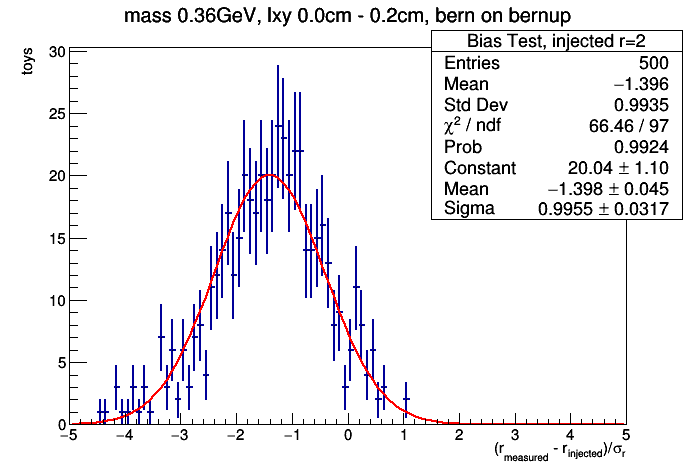 mass 0.36GeV, lxy 0.0cm - 0.2cm, bern on bernup
Bias Test, injected r=2
Entries 500
Mean −1.396
Std Dev 0.9935
χ² / ndf 66.46 / 97
Prob 0.9924
Constant 20.04 ± 1.10
Mean −1.398 ± 0.045
Sigma 0.9955 ± 0.0317
toys
30
25
20
15
10
5
0
−5 −4 −3 −2 −1 0 1 2 3 4 5
(r_measured - r_injected)/σ_r